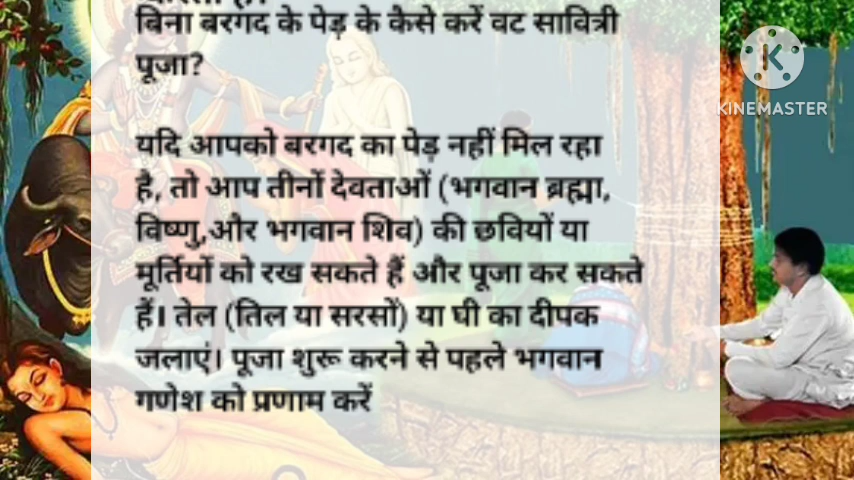 बिना बरगद के पेड़ के कैसे करें वट सावित्री
पूजा?
यदि आपको बरगद का पेड़ नहीं मिल रहा
है, तो आप तीनों देवताओं (भगवान ब्रह्मा,
विष्णु,और भगवान शिव) की छवियों या
मूर्तियों को रख सकते हैं और पूजा कर सकते
हैं। तेल (तिल या सरसों) या घी का दीपक
जलाएं। पूजा शुरू करने से पहले भगवान
गणेश को प्रणाम करें
KINEMASTER